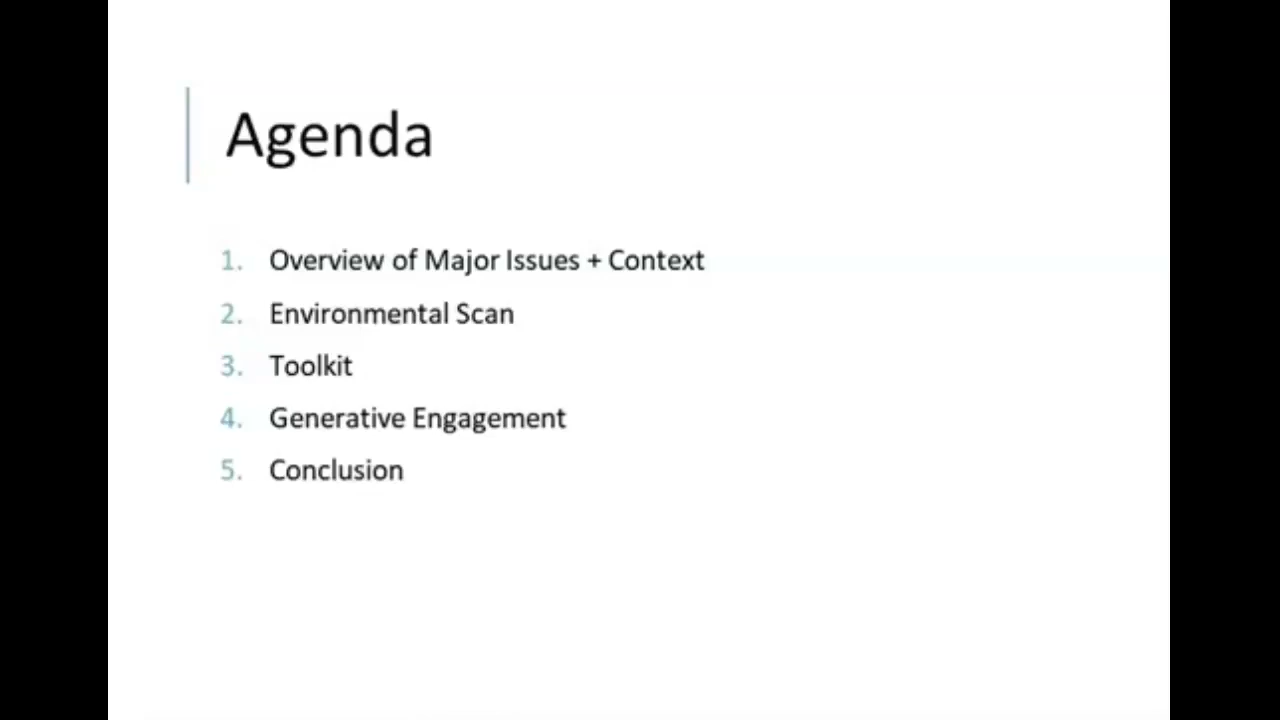 Agenda
1. Overview of Major Issues + Context
2. Environmental Scan
3. Toolkit
4. Generative Engagement
5. Conclusion